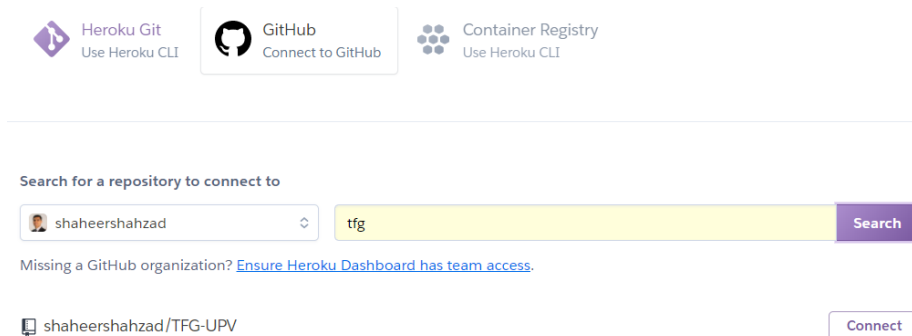 Heroku Git
Use Heroku CLI
GitHub
Connect to GitHub
Container Registry
Use Heroku CLI
Search for a repository to connect to
shaheershahzad
tfg
Search
Missing a GitHub organization? Ensure Heroku Dashboard has team access.
shaheershahzad/TFG-UPV
Connect